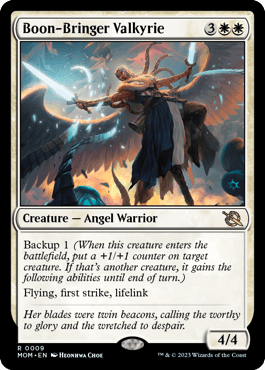 Boon-Bringer Valkyrie 3
Creature — Angel Warrior
Backup 1 (When this creature enters the
battlefield, put a +1/+1 counter on target
creature. If that's another creature, it gains the
following abilities until end of turn.)
Flying, first strike, lifelink
Her blades were twin beacons, calling the worthy
to glory and the wretched to despair.
4/4
R 0009
MOM • EN HEONHWA CHOE
™ & © 2023 Wizards of the Coast